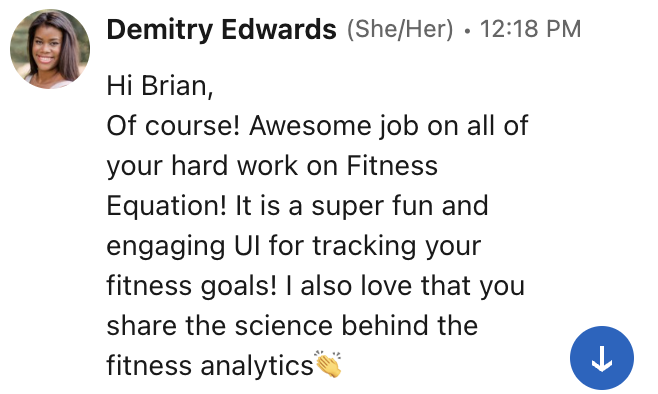 Demitry Edwards (She/Her) • 12:18 PM
Hi Brian,
Of course! Awesome job on all of
your hard work on Fitness
Equation! It is a super fun and
engaging UI for tracking your
fitness goals! I also love that you
share the science behind the
fitness analytics👏